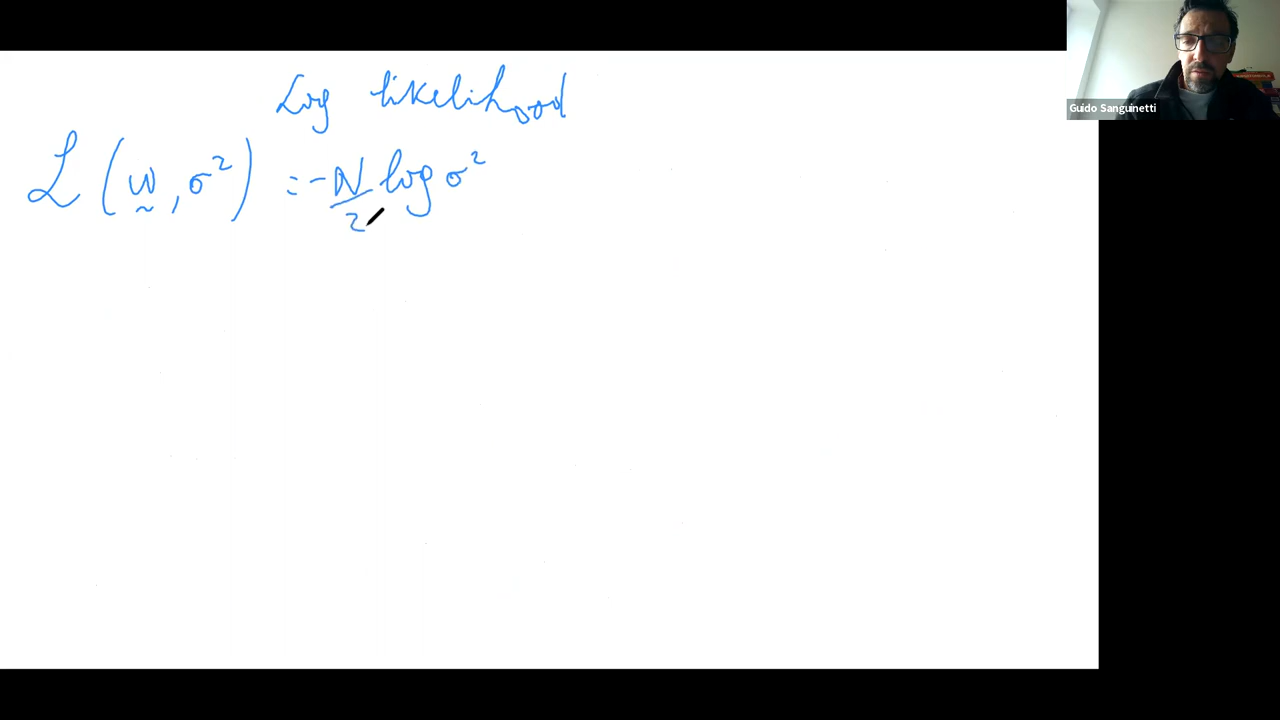 Log likelihood
ℒ(w̰, σ²) = -N/2 log σ²
Guido Sanguinetti